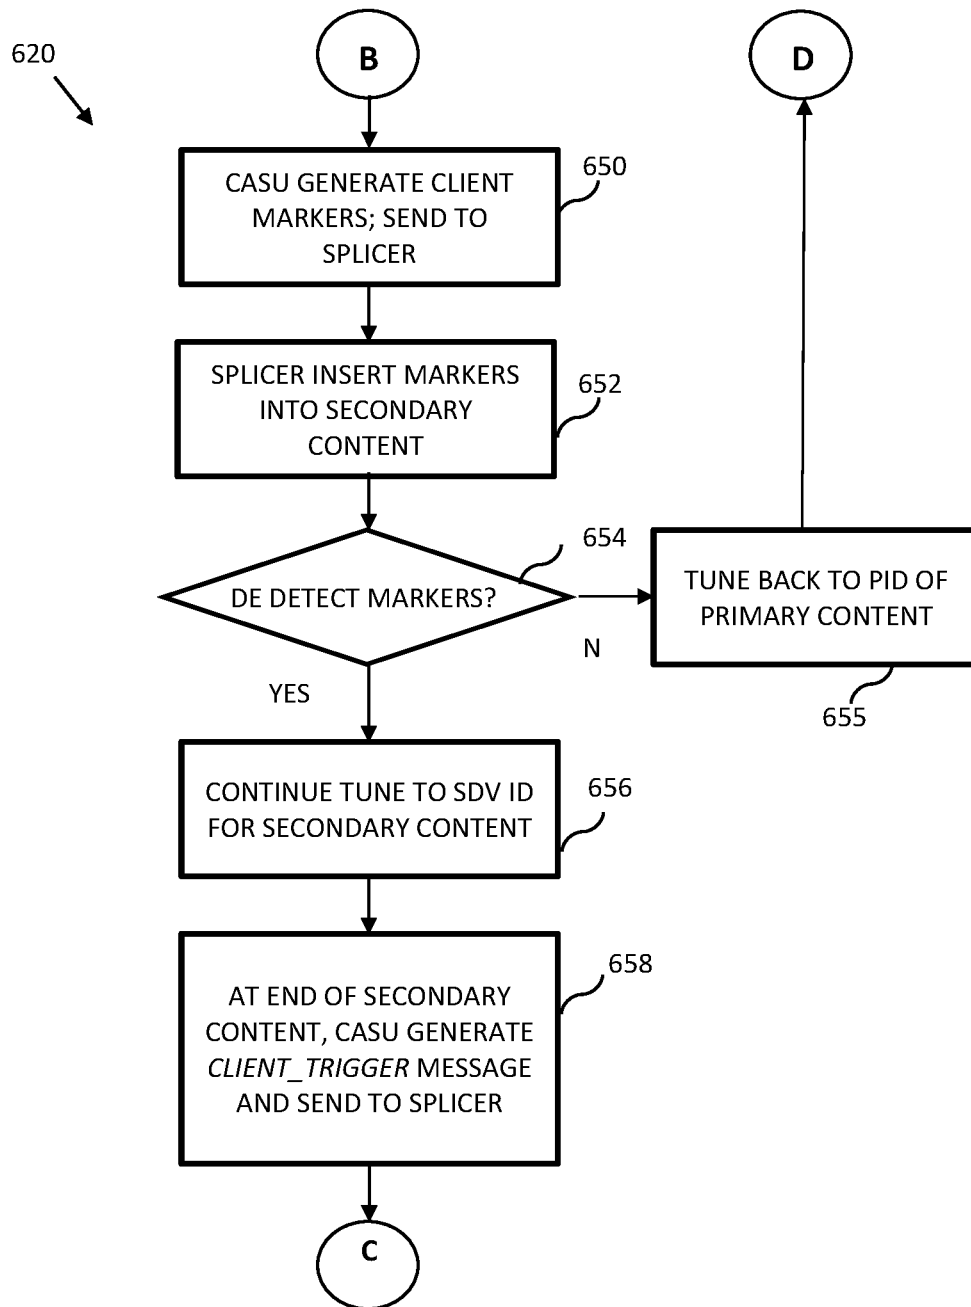 620
B
D
CASU GENERATE CLIENT
MARKERS; SEND TO
SPLICER
650
SPLICER INSERT MARKERS
INTO SECONDARY
CONTENT
652
DE DETECT MARKERS?
654
N
YES
TUNE BACK TO PID OF
PRIMARY CONTENT
655
CONTINUE TUNE TO SDV ID
FOR SECONDARY CONTENT
656
AT END OF SECONDARY
CONTENT, CASU GENERATE
CLIENT_TRIGGER MESSAGE
AND SEND TO SPLICER
658
C